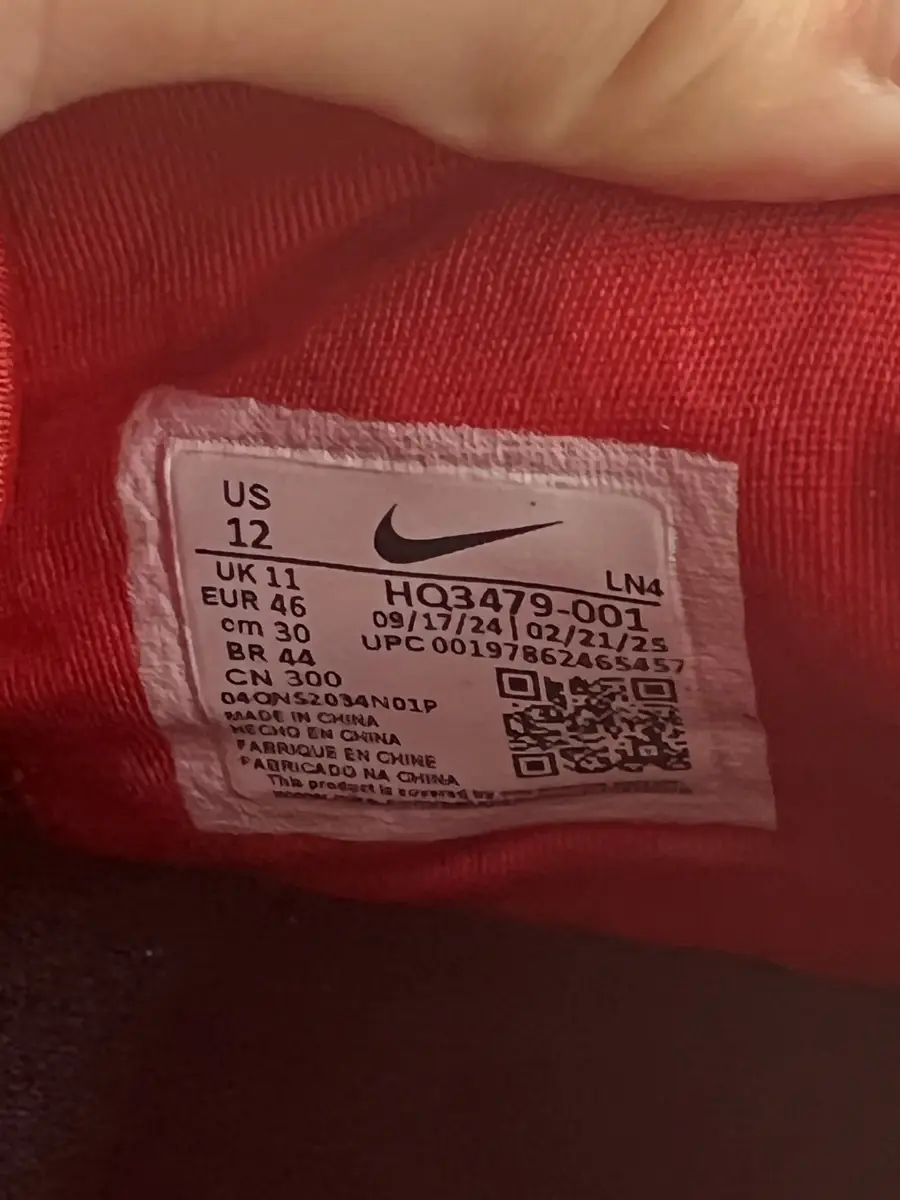 US
12
UK 11
EUR 46
cm 30
BR 44
CN 300
LN4
HQ3479-001
09/17/24 | 02/21/25
UPC 00197862465457
04QNS2034N01P
MADE IN CHINA
HECHO EN CHINA
FABRIQUE EN CHINE
FABRICADO NA CHINA
This product is covered by